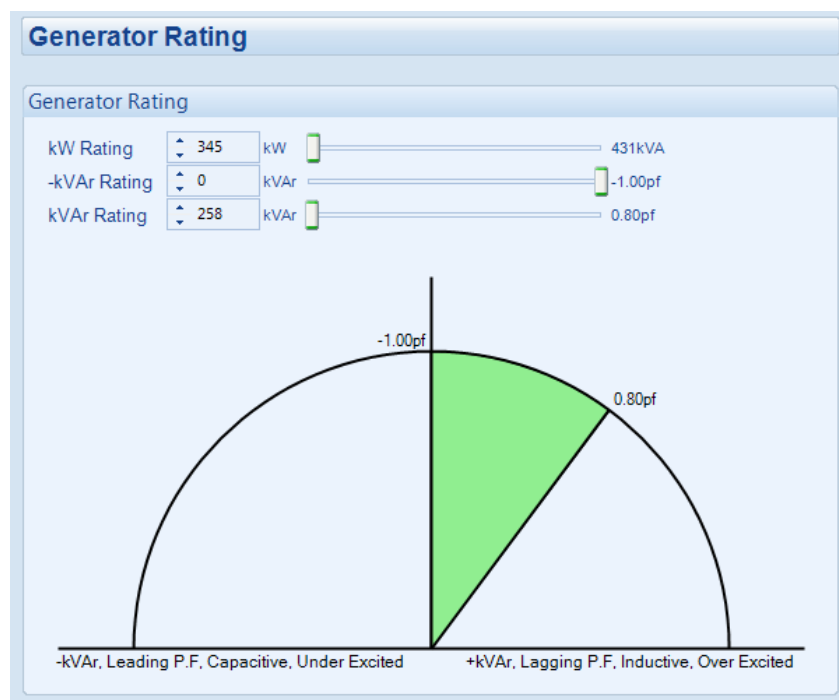 Generator Rating
Generator Rating
kW Rating 345 kW 431kVA
-kVAr Rating 0 kVAr -1.00pf
kVAr Rating 258 kVAr 0.80pf
-1.00pf
0.80pf
-kVAr, Leading P.F, Capacitive, Under Excited +kVAr, Lagging P.F, Inductive, Over Excited